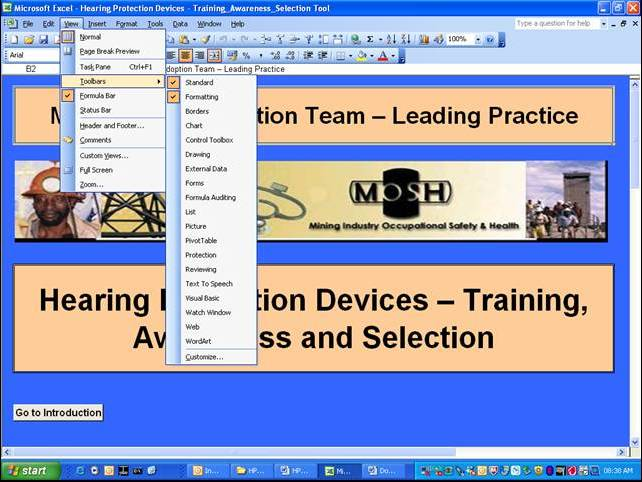 Microsoft Excel - Hearing Protection Devices - Training_Awareness_Selection Tool
File Edit View Insert Format Tools Data Window Help
Type a question for help
100%
Arial
B2
doption Team – Leading Practice
Normal
Page Break Preview
Task Pane Ctrl+F1
Toolbars
Formula Bar
Status Bar
Header and Footer...
Comments
Custom Views...
Full Screen
Zoom...
Standard
Formatting
Borders
Chart
Control Toolbox
Drawing
External Data
Forms
Formula Auditing
List
Picture
PivotTable
Protection
Reviewing
Text To Speech
Visual Basic
Watch Window
Web
WordArt
Customize...
M tion Team – Leading Practice
MOSH
Mining Industry Occupational Safety & Health
Hearing P tion Devices – Training,
Aw ss and Selection
Go to Introduction
start
In...
HP...
HP...
Mi...
Do...
08:36 AM